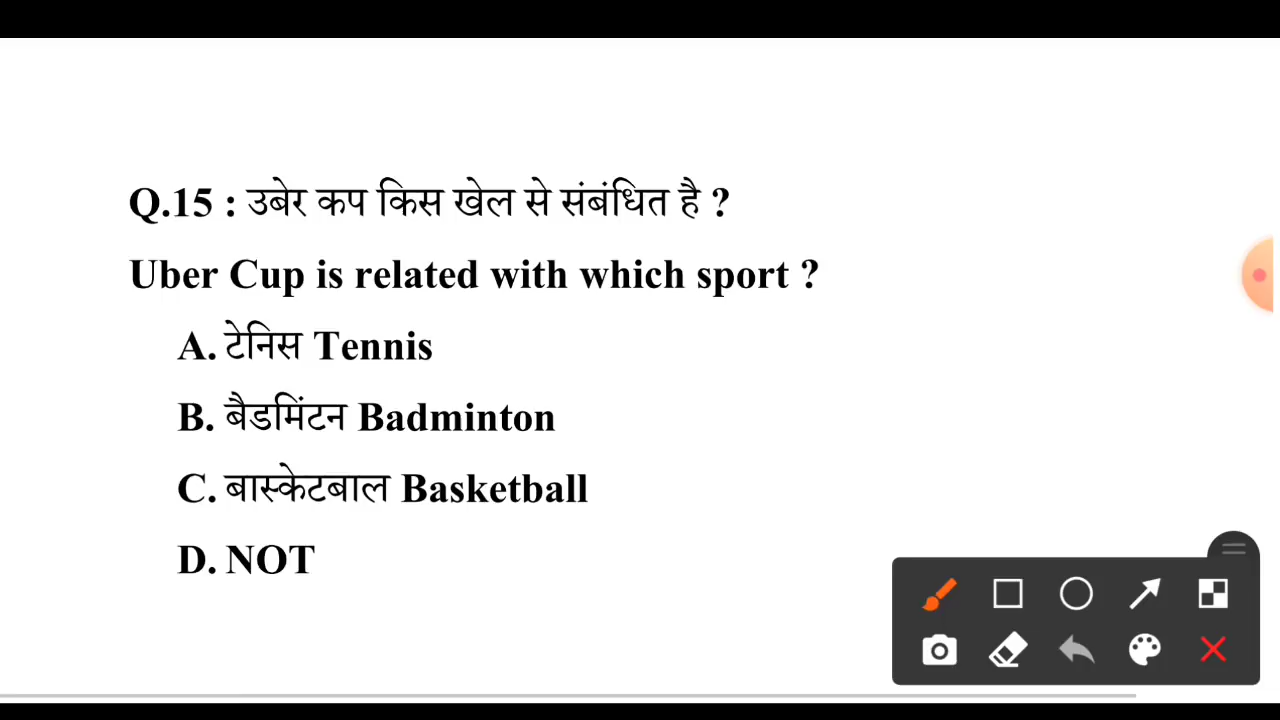 Q.15 : उबेर कप किस खेल से संबंधित है ?
Uber Cup is related with which sport ?
A. टेनिस Tennis
B. बैडमिंटन Badminton
C. बास्केटबाल Basketball
D. NOT